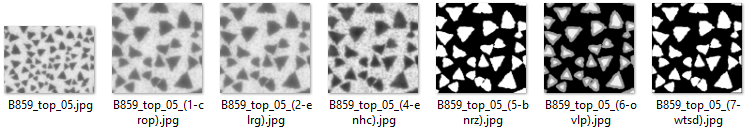 B859_top_05.jpg
B859_top_05_(1-c
rop).jpg
B859_top_05_(2-e
lrg).jpg
B859_top_05_(4-e
nhc).jpg
B859_top_05_(5-b
nrz).jpg
B859_top_05_(6-o
vlp).jpg
B859_top_05_(7-
wtsd).jpg